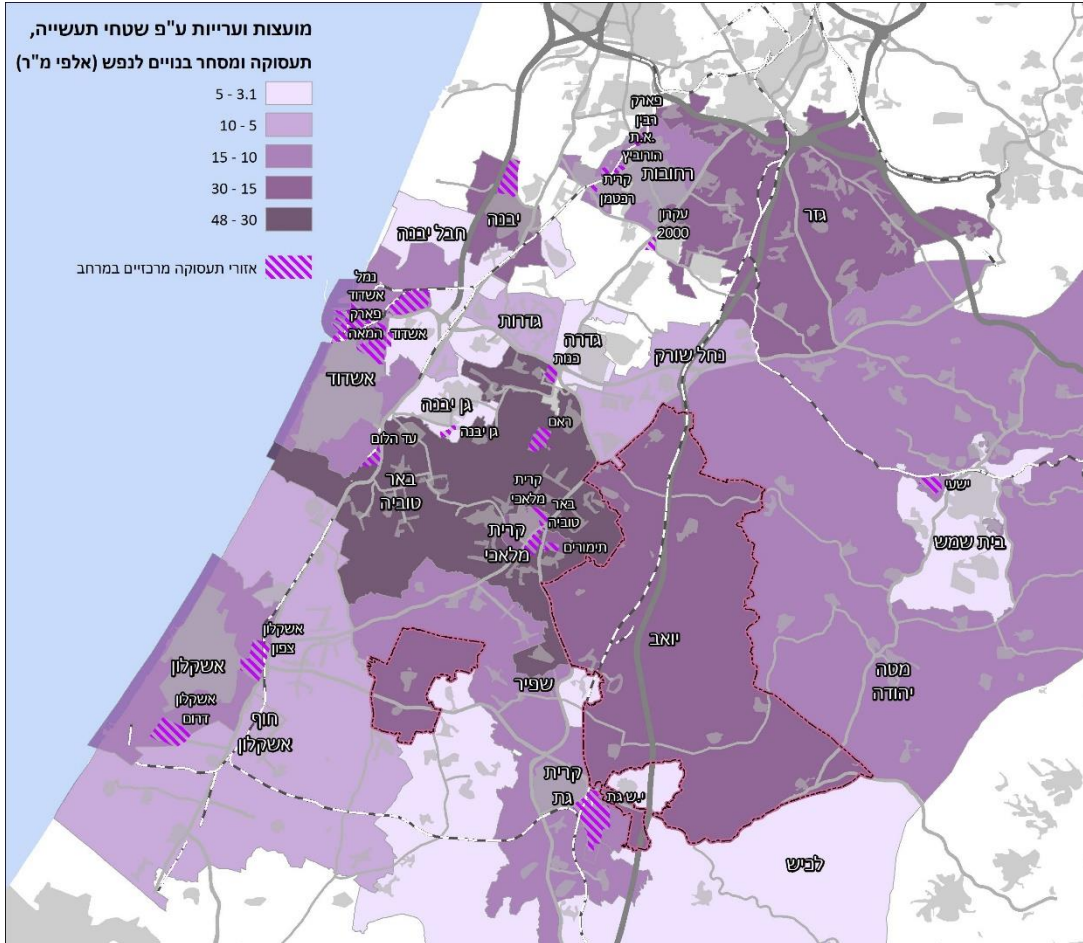 מועצות ועריות ע"פ שטחי תעשייה,
תעסוקה ומסחר בנויים לנפש (אלפי מ"ר)
5 - 3.1
10 - 5
15 - 10
30 - 15
48 - 30
אזורי תעסוקה מרכזיים במרחב
פארק
רבין
א.ת.
הורוביץ
רחובות
קרית
רכטמן
עקרון
2000
גזר
יבנה
חבל יבנה
נמל
אשדוד
פארק
המאה
אשדוד
אשדוד
גדרות
גדרה
כנות
נחל שורק
גן יבנה
גן יבנה
ראם
עד הלום
באר
טוביה
קרית
מלאכי
באר
טוביה
קרית
מלאכי
תימורים
ישעי
בית שמש
יואב
מטה
יהודה
אשקלון
צפון
אשקלון
אשקלון
דרום
חוף
אשקלון
שפיר
קרית
גת
י.ש גת
לכיש